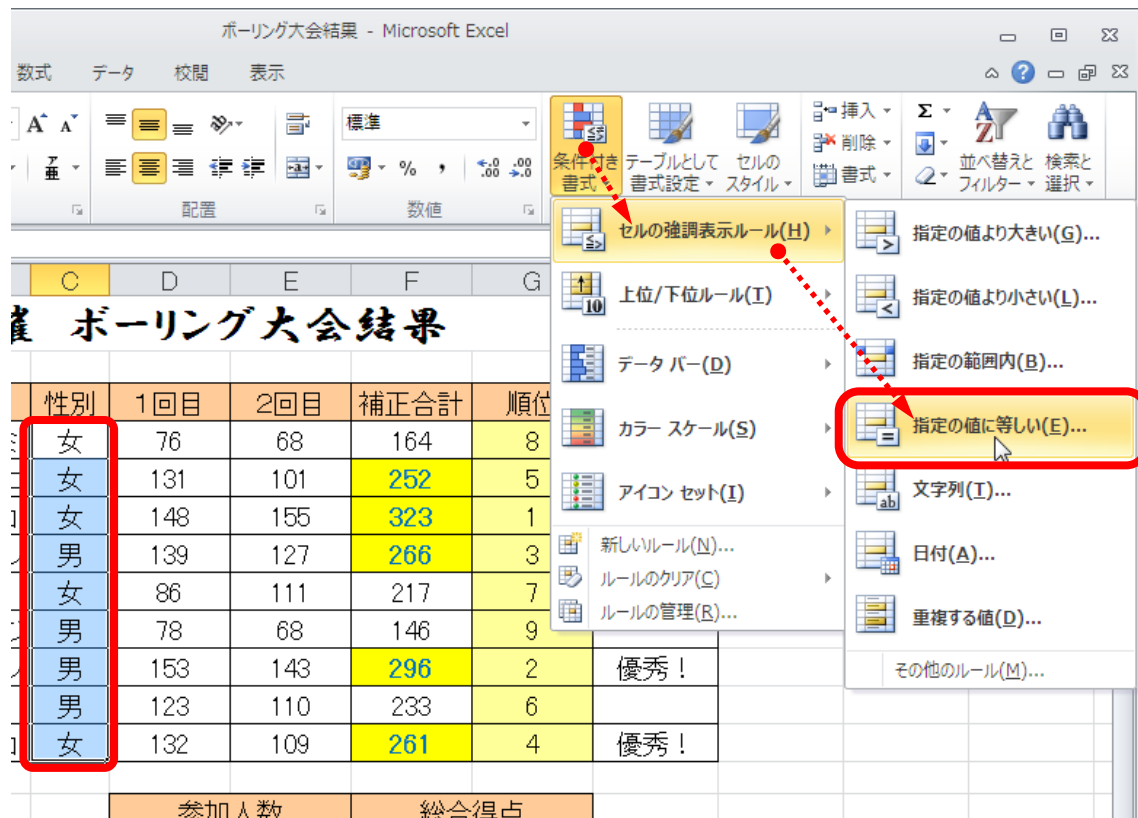 ボーリング大会結果 - Microsoft Excel
数式 データ 校閲 表示
標準
条件付き書式 テーブルとして書式設定 セルのスタイル
挿入
削除
書式
並べ替えとフィルター 検索と選択
配置 数値
セルの強調表示ルール(H)
上位/下位ルール(T)
データ バー(D)
カラー スケール(S)
アイコン セット(I)
新しいルール(N)...
ルールのクリア(C)
ルールの管理(R)...
指定の値より大きい(G)...
指定の値より小さい(L)...
指定の範囲内(B)...
指定の値に等しい(E)...
文字列(T)...
日付(A)...
重複する値(D)...
その他のルール(M)...
C D E F G
催 ボーリング大会結果
性別 1回目 2回目 補正合計 順位
女 76 68 164 8
女 131 101 252 5
女 148 155 323 1
男 139 127 266 3
女 86 111 217 7
男 78 68 146 9
男 153 143 296 2 優秀！
男 123 110 233 6
女 132 109 261 4 優秀！
参加人数 総合得点